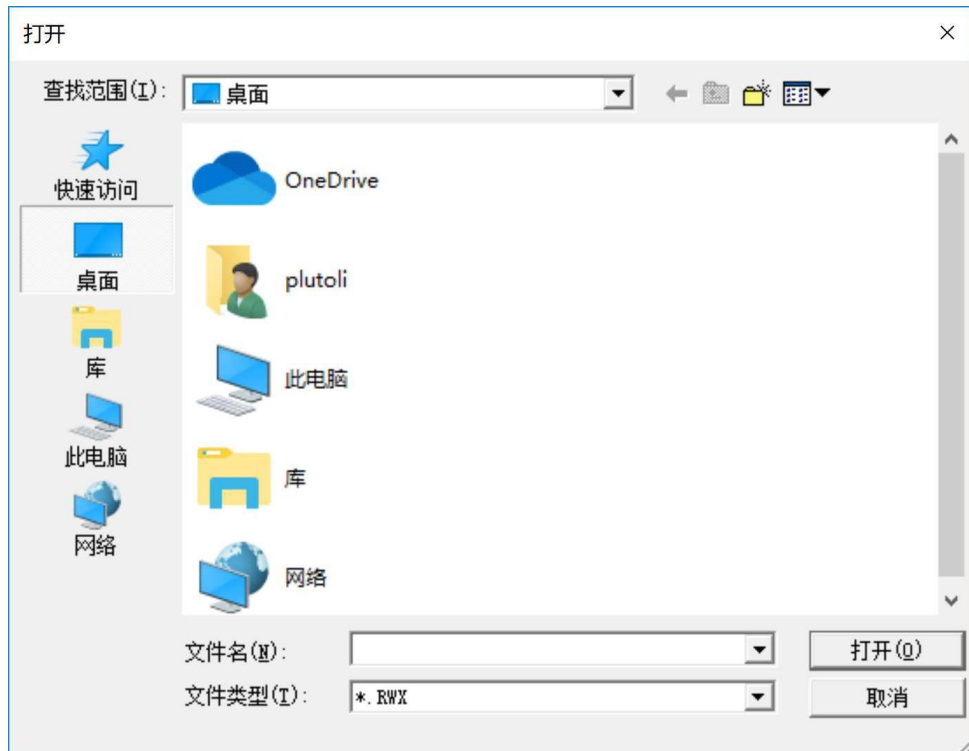 打开
查找范围(I): 桌面
快速访问
桌面
库
此电脑
网络
OneDrive
plutoli
此电脑
库
网络
文件名(N):
打开(O)
文件类型(T): *.RWX
取消